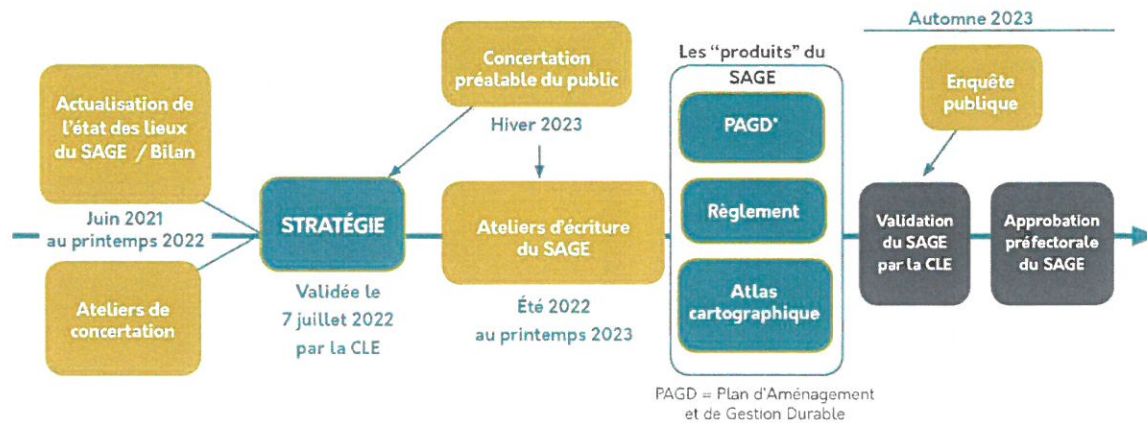 Actualisation de
l'état des lieux
du SAGE / Bilan
Juin 2021
au printemps 2022
Ateliers de
concertation
STRATÉGIE
Validée le
7 juillet 2022
par la CLE
Concertation
préalable du public
Hiver 2023
Ateliers d'écriture
du SAGE
Été 2022
au printemps 2023
Les "produits" du
SAGE
PAGD*
Règlement
Atlas
cartographique
PAGD = Plan d'Aménagement
et de Gestion Durable
Automne 2023
Enquête
publique
Validation
du SAGE
par la CLE
Approbation
préfectorale
du SAGE